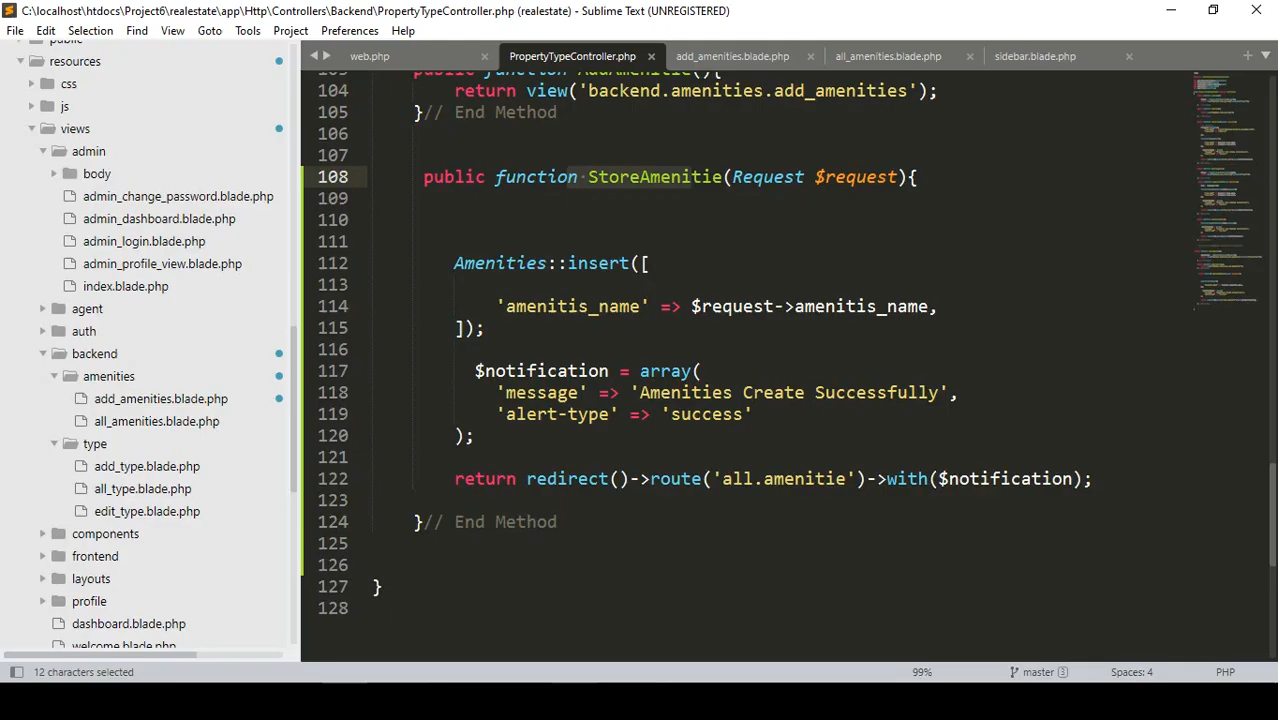 C:\localhost\htdocs\Project6\realestate\app\Http\Controllers\Backend\PropertyTypeController.php (realestate) - Sublime Text (UNREGISTERED)
File Edit Selection Find View Goto Tools Project Preferences Help
public
resources
css
js
views
admin
body
admin_change_password.php
admin_dashboard.blade.php
admin_login.blade.php
admin_profile_view.blade.php
index.blade.php
agent
auth
backend
amenities
add_amenities.blade.php
all_amenities.blade.php
type
add_type.blade.php
all_type.blade.php
edit_type.blade.php
components
frontend
layouts
profile
dashboard.blade.php
welcome.blade.php
web.php PropertyTypeController.php add_amenities.blade.php all_amenities.blade.php sidebar.blade.php
103 public function AddAmenitie(){
104 return view('backend.amenities.add_amenities');
105 }// End Method
106
107
108 public function StoreAmenitie(Request $request){
109
110
111
112 Amenities::insert([
113
114 'amenitis_name' => $request->amenitis_name,
115 ]);
116
117 $notification = array(
118 'message' => 'Amenities Create Successfully',
119 'alert-type' => 'success'
120 );
121
122 return redirect()->route('all.amenitie')->with($notification);
123
124 }// End Method
125
126
127 }
128
12 characters selected 99% master 3 Spaces: 4 PHP